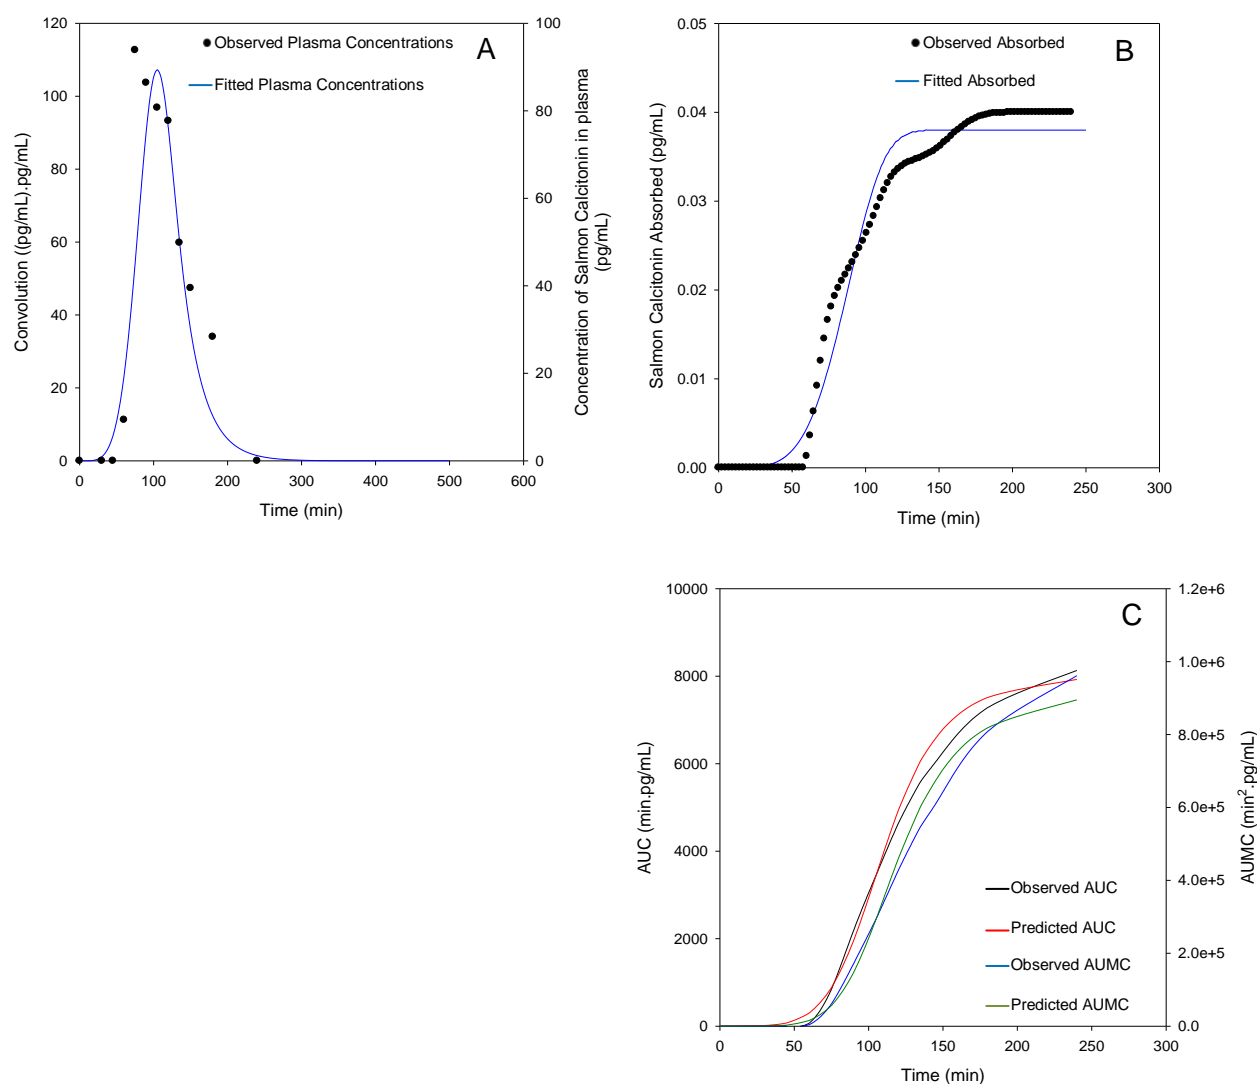 120
100
80
60
40
20
0
Convolution ((pg/mL).pg/mL)
Observed Plasma Concentrations
Fitted Plasma Concentrations
A
100
80
60
40
20
0
Concentration of Salmon Calcitonin in plasma
(pg/mL)
0 100 200 300 400 500 600
Time (min)
0.05
0.04
0.03
0.02
0.01
0.00
Salmon Calcitonin Absorbed (pg/mL)
Observed Absorbed
Fitted Absorbed
B
0 50 100 150 200 250 300
Time (min)
10000
8000
6000
4000
2000
0
AUC (min.pg/mL)
C
Observed AUC
Predicted AUC
Observed AUMC
Predicted AUMC
1.2e+6
1.0e+6
8.0e+5
6.0e+5
4.0e+5
2.0e+5
0.0
AUMC (min².pg/mL)
0 50 100 150 200 250 300
Time (min)